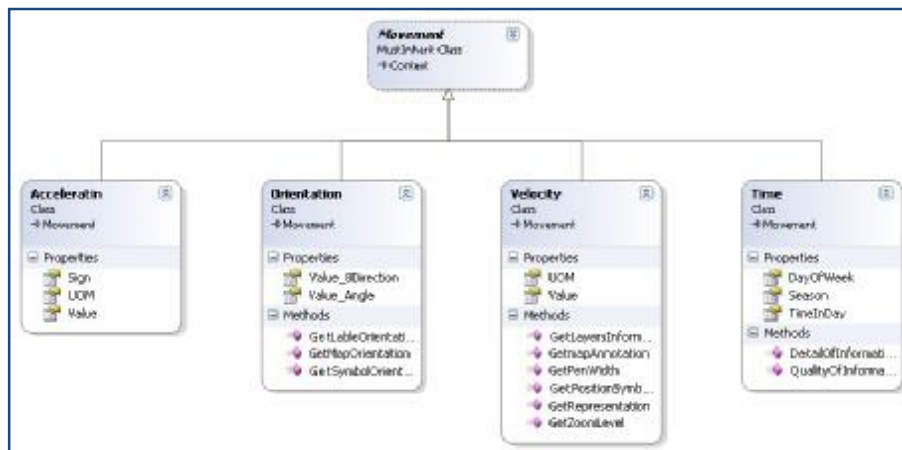 Movement
MustInherit Class
Context
Acceleratin
Class
Movement
Properties
Sign
UOM
Value
Orientation
Class
Movement
Properties
Value_8Direction
Value_Angle
Methods
GetLableOrientati...
GetMapOrientation
GetSymbolOrient...
Velocity
Class
Movement
Properties
UOM
Value
Methods
GetLayersInform...
GetmapAnnotation
GetPenWidth
GetPositionSymb...
GetRepresentation
GetZoomLevel
Time
Class
Movement
Properties
DayOfWeek
Season
TimeInDay
Methods
DetailOfInformati...
QualityOfInforma...